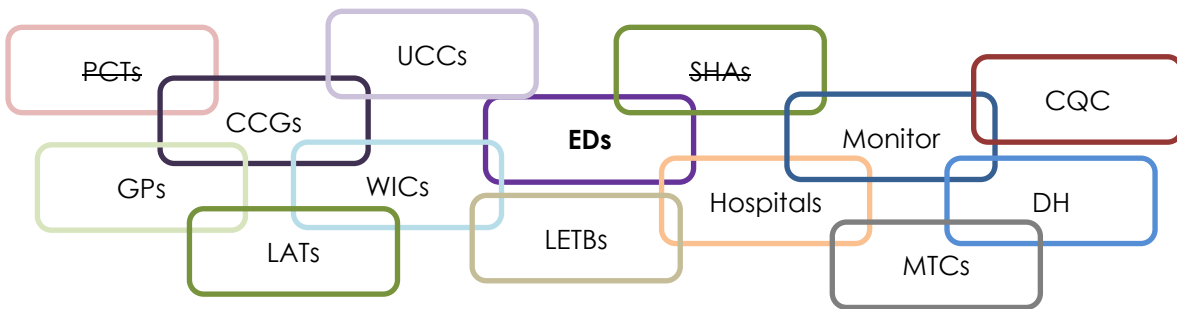 PCTs
UCCs
SHAs
CQC
CCGs
EDs
Monitor
GPs
WICs
Hospitals
DH
LATs
LETBs
MTCs